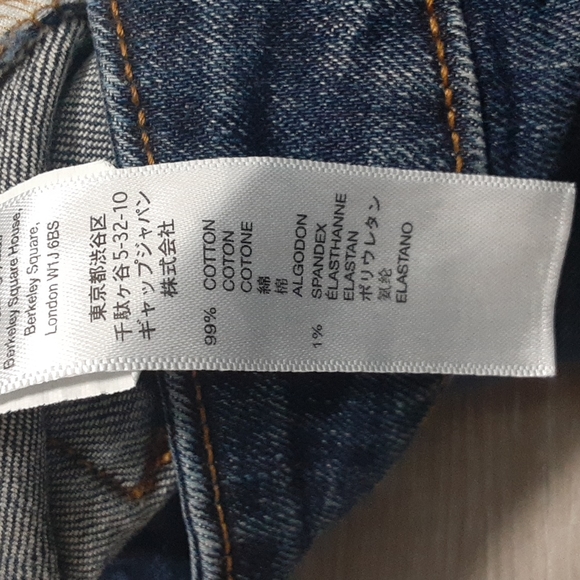 Berkeley Square House,
Berkeley Square,
London W1J 6BS
東京都渋谷区
千駄ヶ谷5-32-10
ギャップジャパン
株式会社
99% COTTON
COTON
COTONE
綿
棉
ALGODON
1% SPANDEX
ÉLASTHANNE
ELASTAN
ポリウレタン
氨纶
ELASTANO